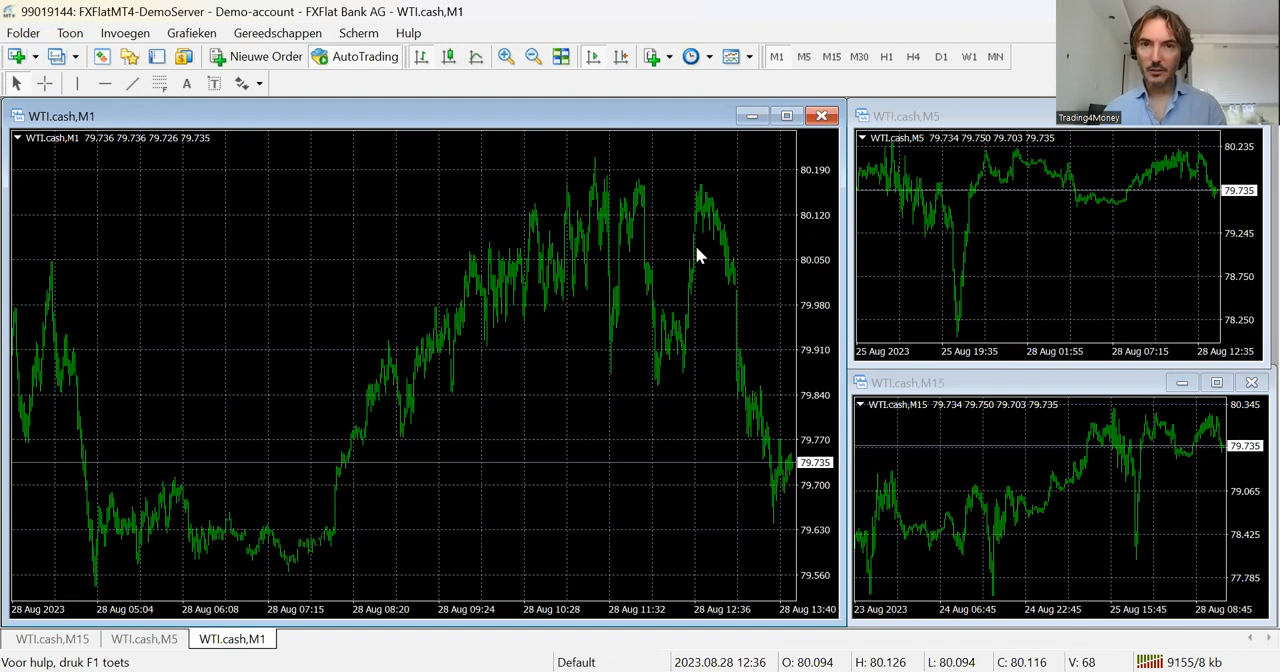 99019144: FXFlatMT4-DemoServer - Demo-account - FXFlat Bank AG - WTI.cash,M1
Folder Toon Invoegen Grafieken Gereedschappen Scherm Help
Nieuwe Order AutoTrading M1 M5 M15 M30 H1 H4 D1 W1 MN
A T F
Trading4Money
WTI.cash,M1
WTI.cash,M1 79.736 79.736 79.726 79.735
80.190
80.120
80.050
79.980
79.910
79.840
79.770
79.735
79.700
79.630
79.560
28 Aug 2023 28 Aug 05:04 28 Aug 06:08 28 Aug 07:15 28 Aug 08:20 28 Aug 09:24 28 Aug 10:28 28 Aug 11:32 28 Aug 12:36 28 Aug 13:40
WTI.cash,M5
WTI.cash,M5 79.734 79.750 79.703 79.735
80.235
79.735
79.245
78.750
78.250
25 Aug 2023 25 Aug 19:35 28 Aug 01:55 28 Aug 07:15 28 Aug 12:35
WTI.cash,M15
WTI.cash,M15 79.734 79.750 79.703 79.735
80.345
79.735
79.065
78.425
77.785
23 Aug 2023 24 Aug 06:45 24 Aug 22:45 25 Aug 15:45 28 Aug 08:45
WTI.cash,M15 WTI.cash,M5 WTI.cash,M1
Voor hulp, druk F1 toets Default 2023.08.28 12:36 O: 80.094 H: 80.126 L: 80.094 C: 80.116 V: 68 9155/8 kb